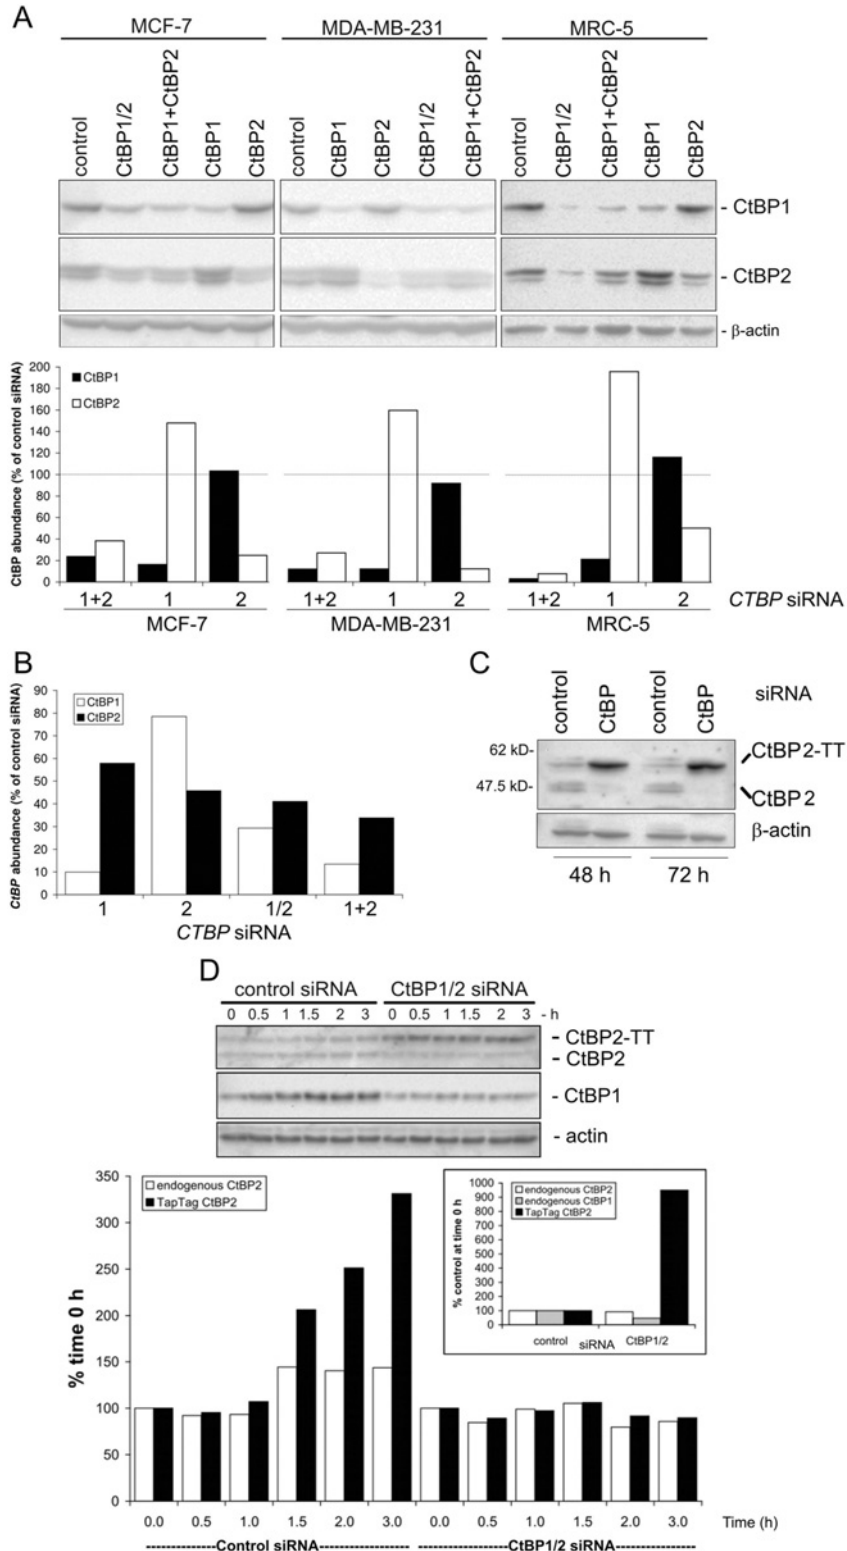 A
MCF-7 MDA-MB-231 MRC-5
control CtBP1/2 CtBP1+CtBP2 CtBP1 CtBP2 control CtBP1 CtBP2 CtBP1/2 CtBP1+CtBP2 control CtBP1/2 CtBP1+CtBP2 CtBP1 CtBP2
- CtBP1
- CtBP2
- β-actin
CtBP abundance (% of control siRNA)
200
180
160
140
120
100
80
60
40
20
0
CtBP1
CtBP2
1+2 1 2 1+2 1 2 1+2 1 2 CTBP siRNA
MCF-7 MDA-MB-231 MRC-5
B
CtBP abundance (% of control siRNA)
90
80
70
60
50
40
30
20
10
0
CtBP1
CtBP2
1 2 1/2 1+2
CTBP siRNA
C
control CtBP control CtBP siRNA
62 kD-
47.5 kD-
CtBP2-TT
CtBP2
β-actin
48 h 72 h
D
control siRNA CtBP1/2 siRNA
0 0.5 1 1.5 2 3 0 0.5 1 1.5 2 3 - h
- CtBP2-TT
- CtBP2
- CtBP1
- actin
% time 0 h
350
300
250
200
150
100
50
0
endogenous CtBP2
TapTag CtBP2
% control at time 0 h
1000
900
800
700
600
500
400
300
200
100
0
endogenous CtBP2
endogenous CtBP1
TapTag CtBP2
control siRNA CtBP1/2
0.0 0.5 1.0 1.5 2.0 3.0 0.0 0.5 1.0 1.5 2.0 3.0 Time (h)
--------------Control siRNA------------------ ------------------CtBP1/2 siRNA----------------